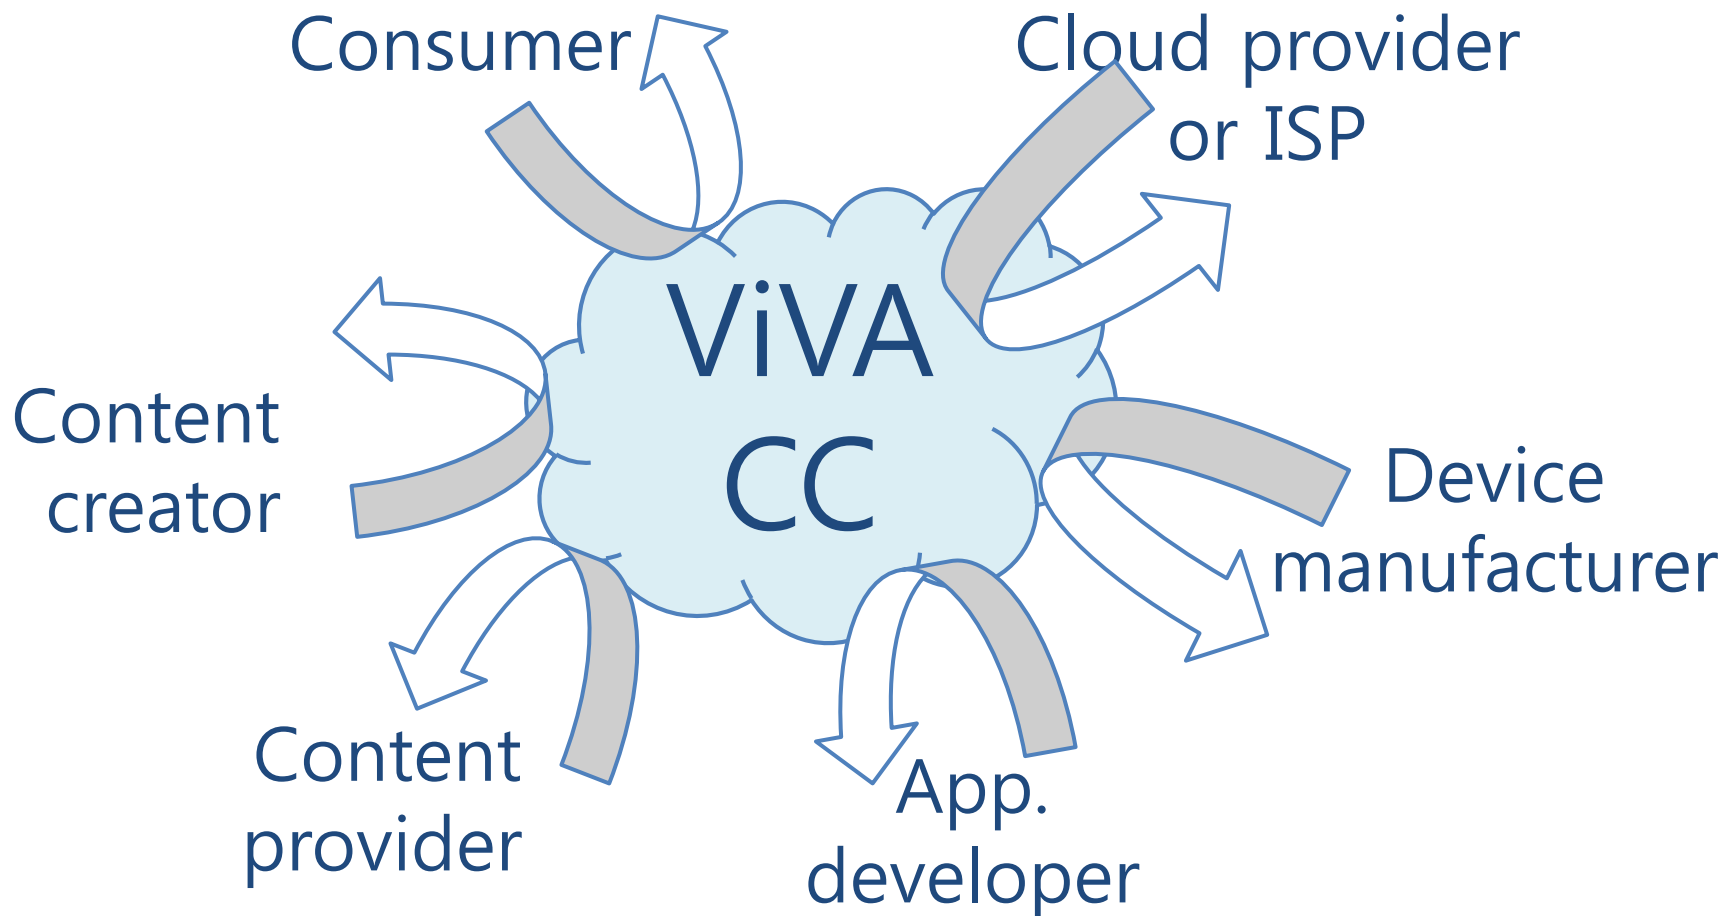 Consumer
Cloud provider
or ISP
ViVA
CC
Content
creator
Device
manufacturer
Content
provider
App.
developer